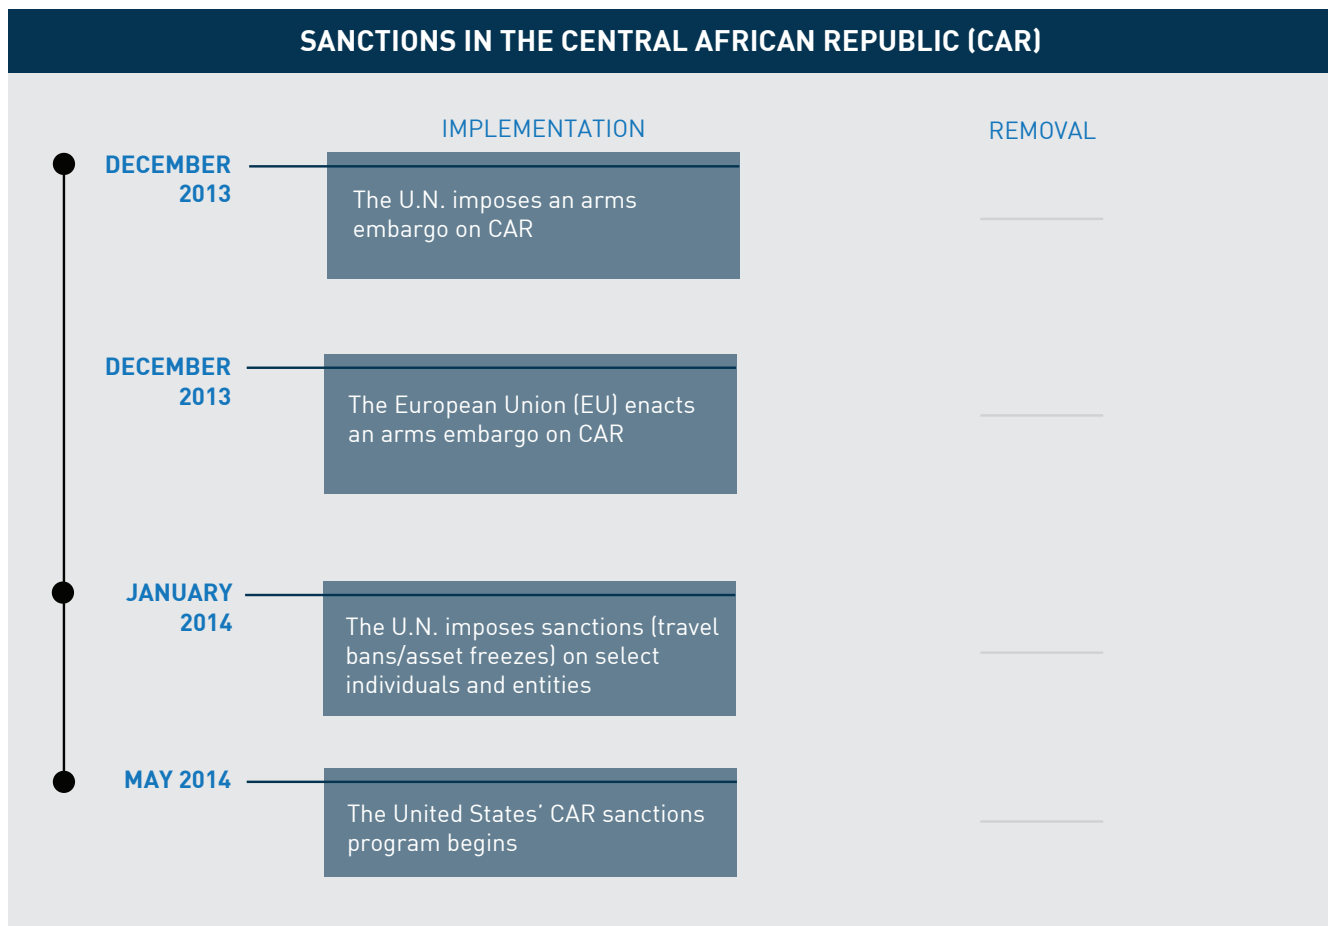 SANCTIONS IN THE CENTRAL AFRICAN REPUBLIC (CAR)
IMPLEMENTATION
REMOVAL
DECEMBER
2013
The U.N. imposes an arms
embargo on CAR
DECEMBER
2013
The European Union (EU) enacts
an arms embargo on CAR
JANUARY
2014
The U.N. imposes sanctions (travel
bans/asset freezes) on select
individuals and entities
MAY 2014
The United States’ CAR sanctions
program begins